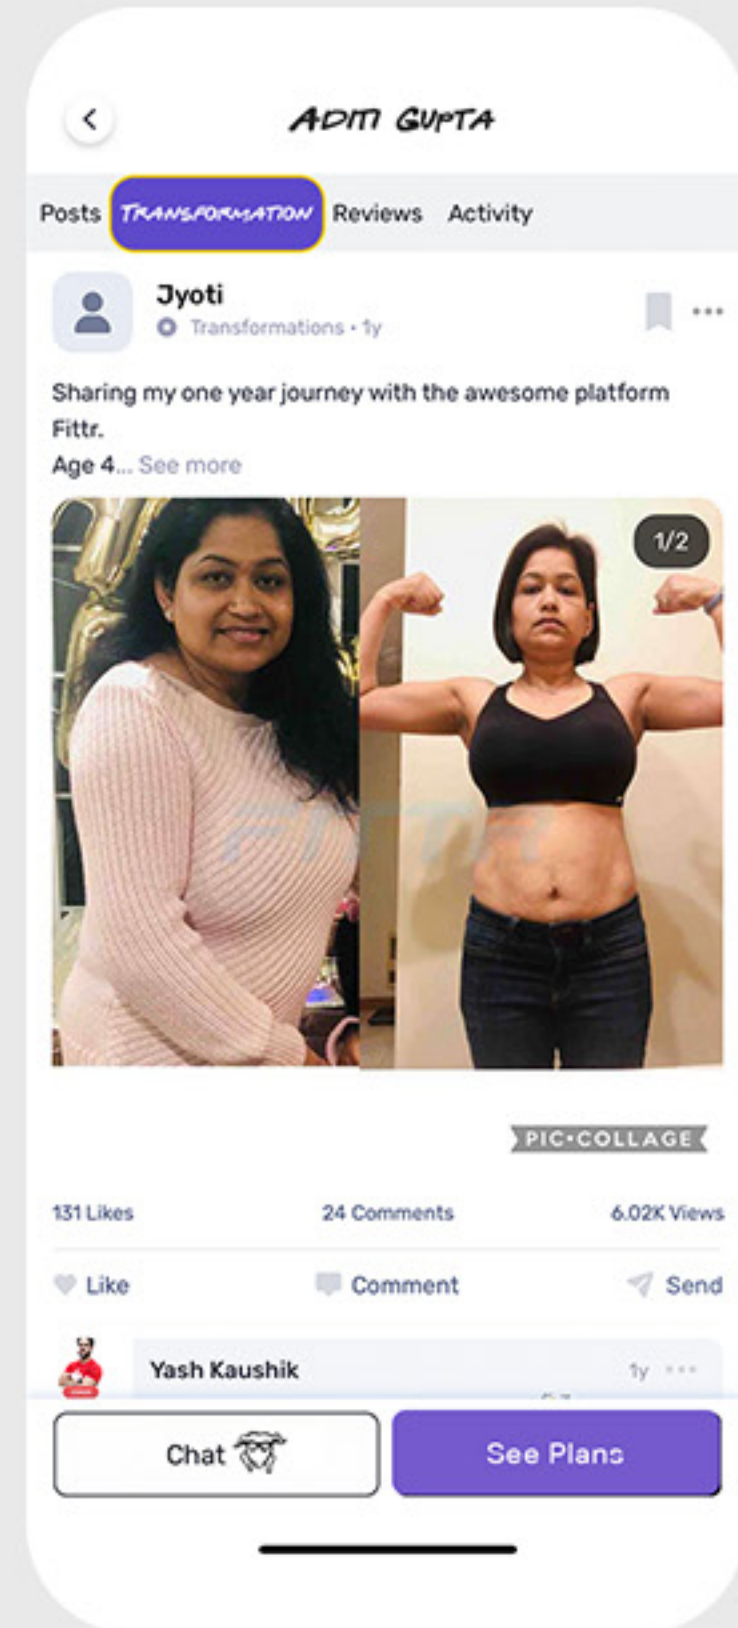 ADITI GUPTA
Posts TRANSFORMATION Reviews Activity
Jyoti
Transformations • 1y
Sharing my one year journey with the awesome platform
Fittr.
Age 4... See more
1/2
FITTR
PIC•COLLAGE
131 Likes 24 Comments 6.02K Views
Like Comment Send
Yash Kaushik 1y
Chat See Plans